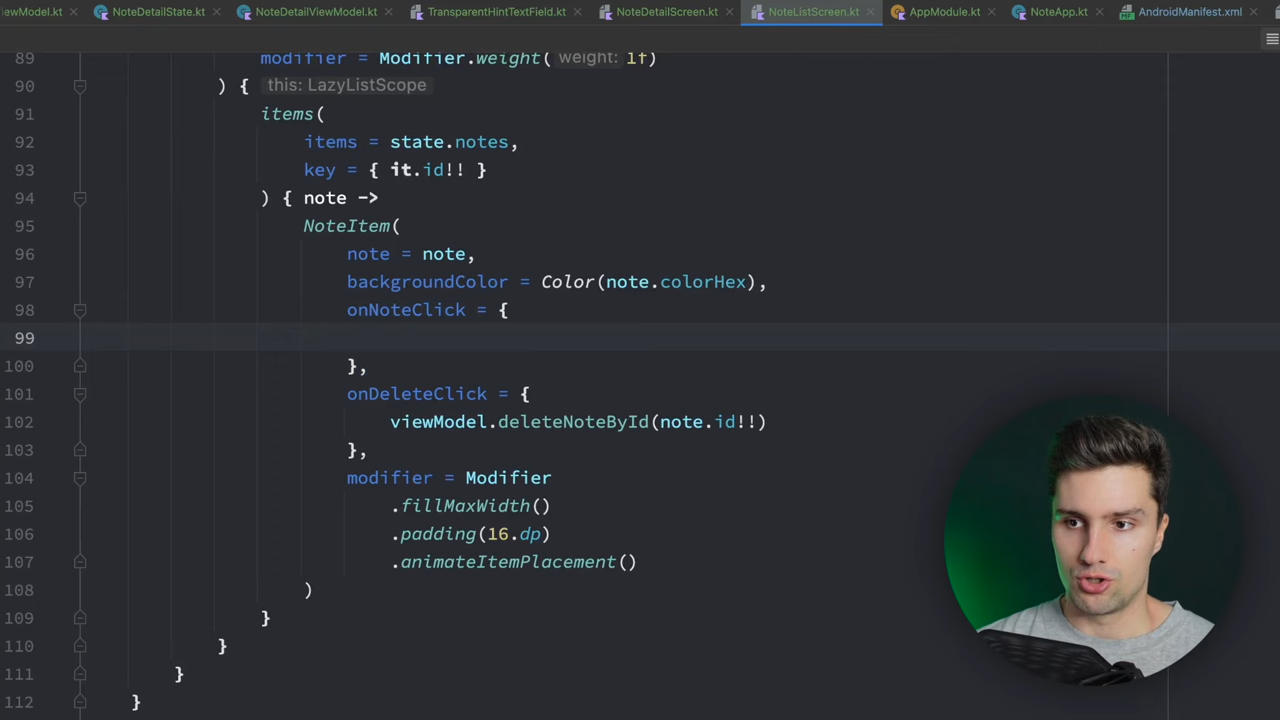 iewModel.kt NoteDetailState.kt NoteDetailViewModel.kt TransparentHintTextField.kt NoteDetailScreen.kt NoteListScreen.kt AppModule.kt NoteApp.kt AndroidManifest.xml
89 modifier = Modifier.weight( weight: 1f)
90 ) { this: LazyListScope
91 items(
92 items = state.notes,
93 key = { it.id!! }
94 ) { note ->
95 NoteItem(
96 note = note,
97 backgroundColor = Color(note.colorHex),
98 onNoteClick = {
99
100 },
101 onDeleteClick = {
102 viewModel.deleteNoteById(note.id!!)
103 },
104 modifier = Modifier
105 .fillMaxWidth()
106 .padding(16.dp)
107 .animateItemPlacement()
108 )
109 }
110 }
111 }
112 }